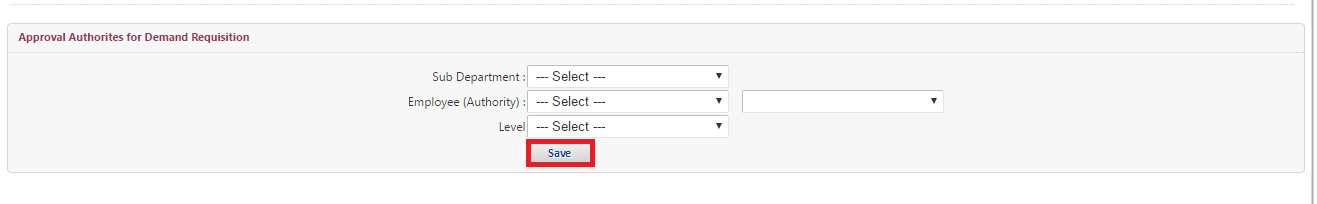 Approval Authorites for Demand Requisition
Sub Department : --- Select ---
Employee (Authority) : --- Select ---
Level --- Select ---
Save